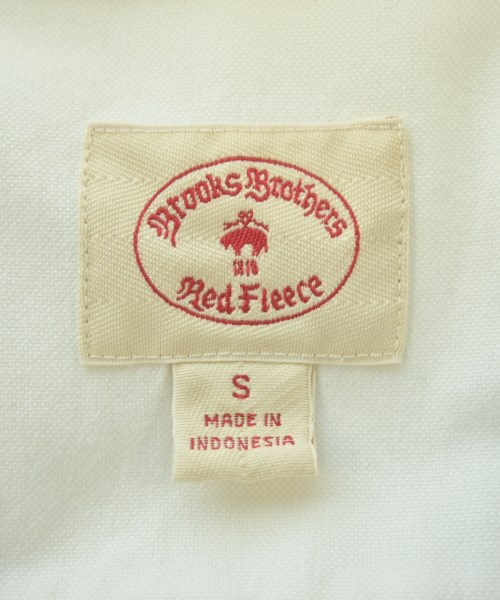 Brooks Brothers
1818
Red Fleece
S
MADE IN
INDONESIA